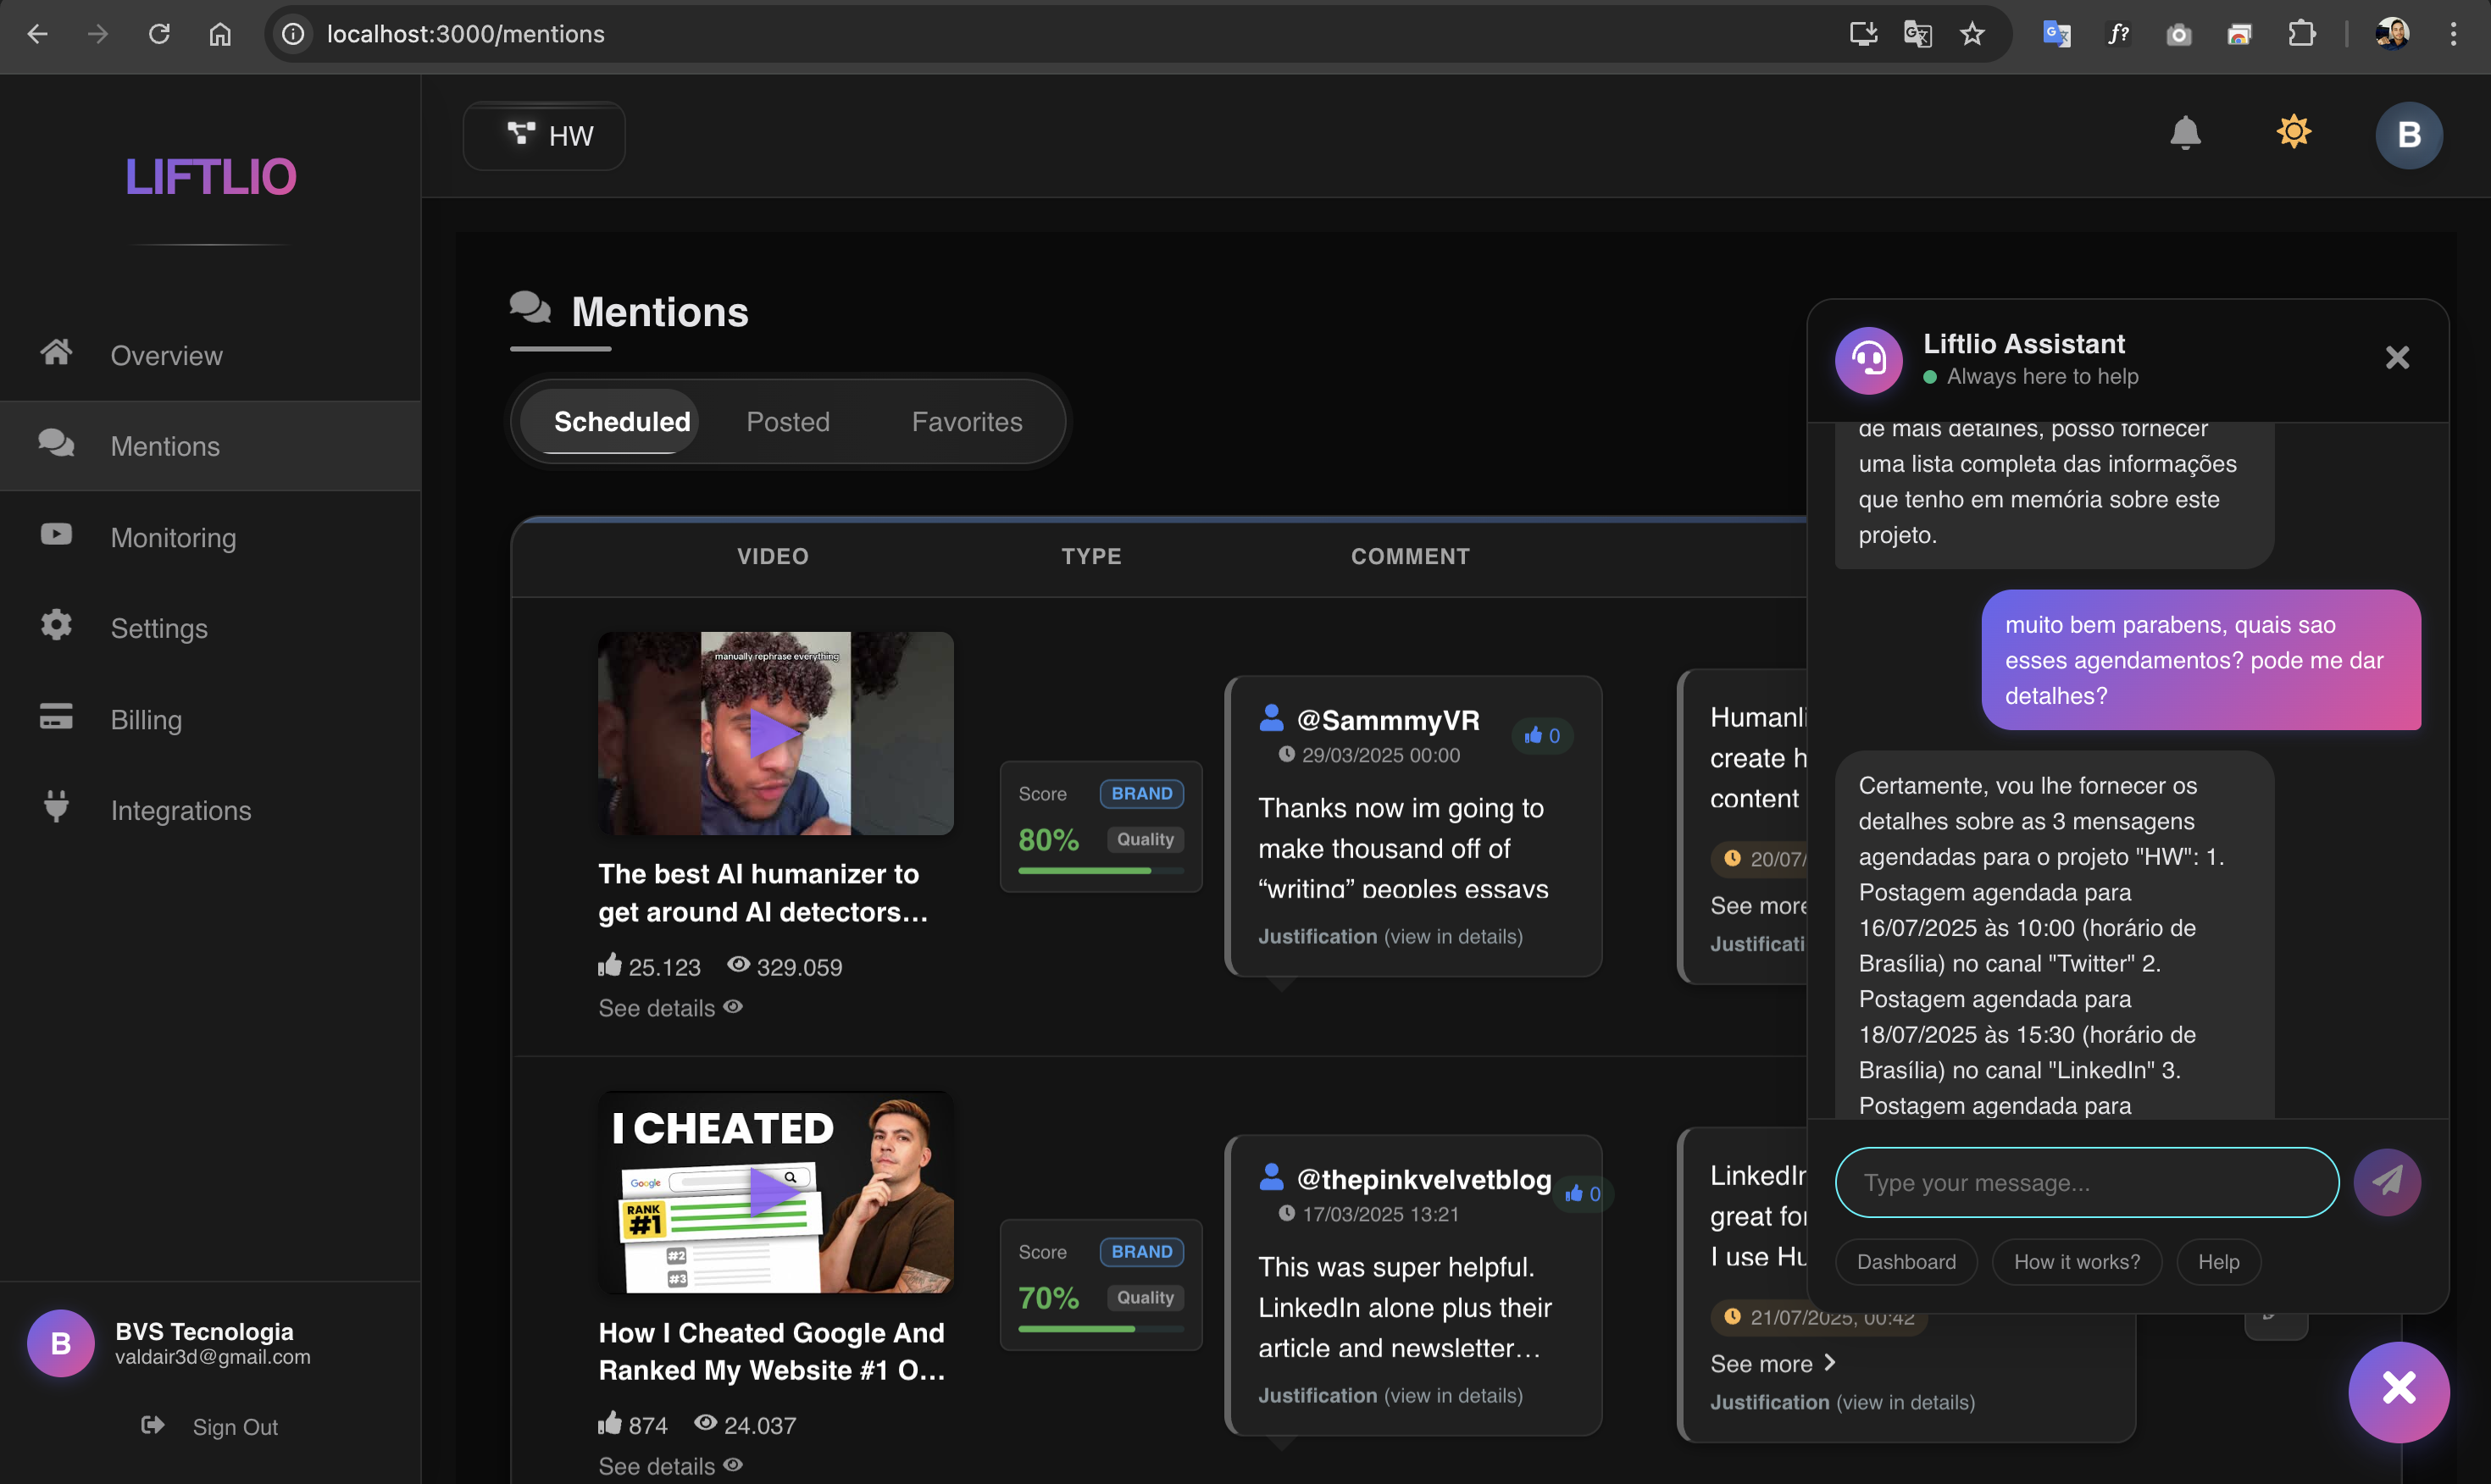 localhost:3000/mentions
LIFTLIO
HW
B
Overview
Mentions
Monitoring
Settings
Billing
Integrations
B
BVS Tecnologia
valdair3d@gmail.com
Sign Out
Mentions
Scheduled
Posted
Favorites
VIDEO
TYPE
COMMENT
manually rephrase everything
The best AI humanizer to
get around AI detectors...
25.123
329.059
See details
Score
BRAND
80%
Quality
@SammmyVR
0
29/03/2025 00:00
Thanks now im going to
make thousand off of
“writing” peoples essays
Justification (view in details)
Humanli
create h
content
20/07/
See more
Justificati
I CHEATED
Google
RANK
#1
#2
#3
How I Cheated Google And
Ranked My Website #1 O...
874
24.037
See details
Score
BRAND
70%
Quality
@thepinkvelvetblog
0
17/03/2025 13:21
This was super helpful.
LinkedIn alone plus their
article and newsletter...
Justification (view in details)
LinkedIn
great for
I use Hu
21/07/2025, 00:42
See more
Justification (view in details)
Liftlio Assistant
Always here to help
de mais detalhes, posso fornecer
uma lista completa das informações
que tenho em memória sobre este
projeto.
muito bem parabens, quais sao
esses agendamentos? pode me dar
detalhes?
Certamente, vou lhe fornecer os
detalhes sobre as 3 mensagens
agendadas para o projeto "HW": 1.
Postagem agendada para
16/07/2025 às 10:00 (horário de
Brasília) no canal "Twitter" 2.
Postagem agendada para
18/07/2025 às 15:30 (horário de
Brasília) no canal "LinkedIn" 3.
Postagem agendada para
Type your message...
Dashboard
How it works?
Help